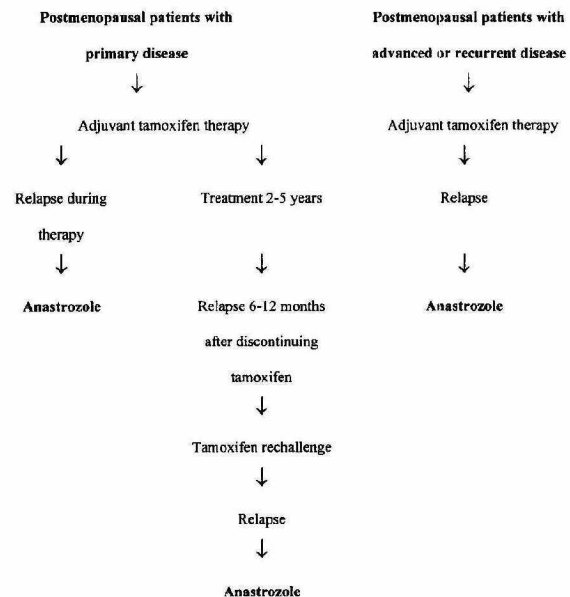 Postmenopausal patients with
primary disease
↓
Adjuvant tamoxifen therapy
↓ ↓
Relapse during
therapy
↓
Anastrozole
Treatment 2-5 years
↓
Relapse 6-12 months
after discontinuing
tamoxifen
↓
Tamoxifen rechallenge
↓
Relapse
↓
Anastrozole
Postmenopausal patients with
advanced or recurrent disease
↓
Adjuvant tamoxifen therapy
↓
Relapse
↓
Anastrozole